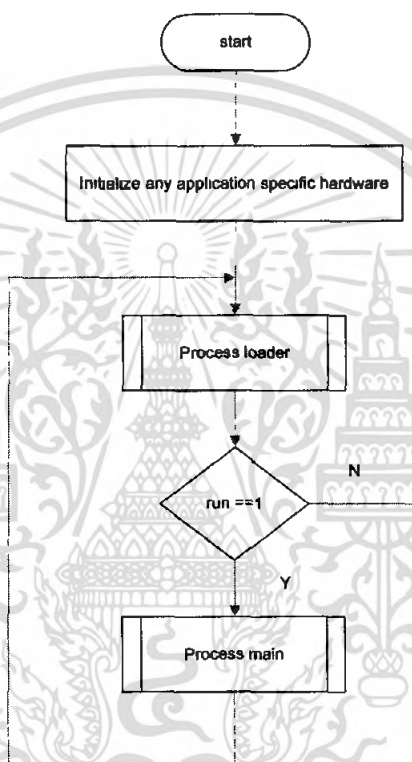 start
Initialize any application specific hardware
Process loader
run ==1
N
Y
Process main